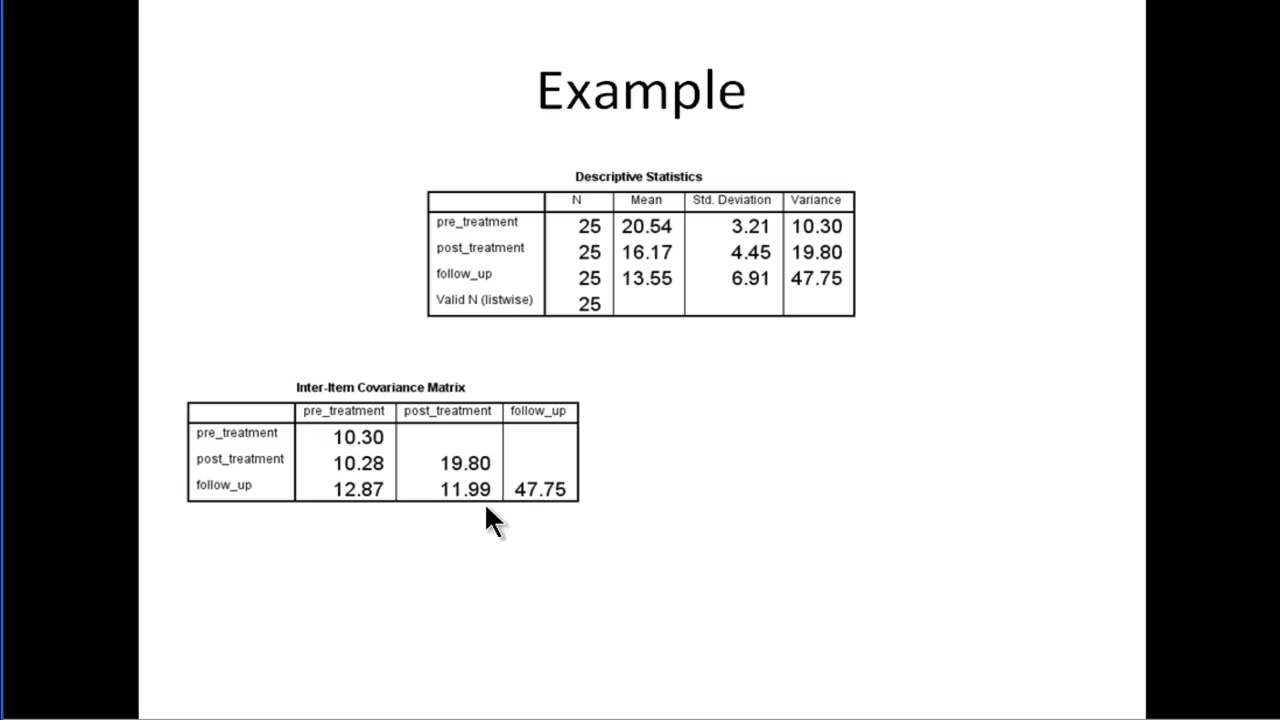 Example
Descriptive Statistics
N Mean Std. Deviation Variance
pre_treatment 25 20.54 3.21 10.30
post_treatment 25 16.17 4.45 19.80
follow_up 25 13.55 6.91 47.75
Valid N (listwise) 25
Inter-Item Covariance Matrix
pre_treatment post_treatment follow_up
pre_treatment 10.30
post_treatment 10.28 19.80
follow_up 12.87 11.99 47.75